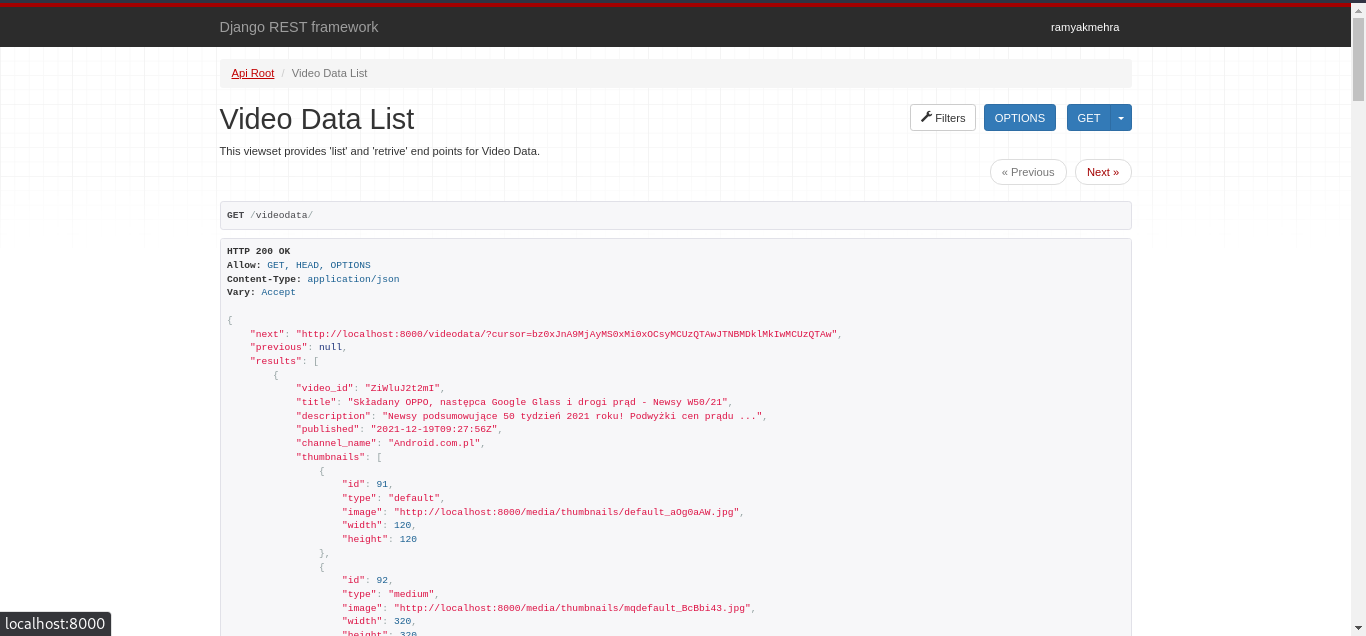 Django REST framework
ramyakmehra
Api Root / Video Data List
Video Data List
Filters
OPTIONS
GET
This viewset provides 'list' and 'retrive' end points for Video Data.
« Previous
Next »
GET /videodata/
HTTP 200 OK
Allow: GET, HEAD, OPTIONS
Content-Type: application/json
Vary: Accept
{
"next": "http://localhost:8000/videodata/?cursor=bz0xJnA9MjAyMS0xMi0xOCsyMCUzQTAwJTNBMDklMkIwMCUzQTAw",
"previous": null,
"results": [
{
"video_id": "ZiWluJ2t2mI",
"title": "Składany OPPO, następca Google Glass i drogi prąd - Newsy W50/21",
"description": "Newsy podsumowujące 50 tydzień 2021 roku! Podwyżki cen prądu ...",
"published": "2021-12-19T09:27:56Z",
"channel_name": "Android.com.pl",
"thumbnails": [
{
"id": 91,
"type": "default",
"image": "http://localhost:8000/media/thumbnails/default_aOg0aAW.jpg",
"width": 120,
"height": 120
},
{
"id": 92,
"type": "medium",
"image": "http://localhost:8000/media/thumbnails/mqdefault_BcBbi43.jpg",
"width": 320,
"height": 320
localhost:8000